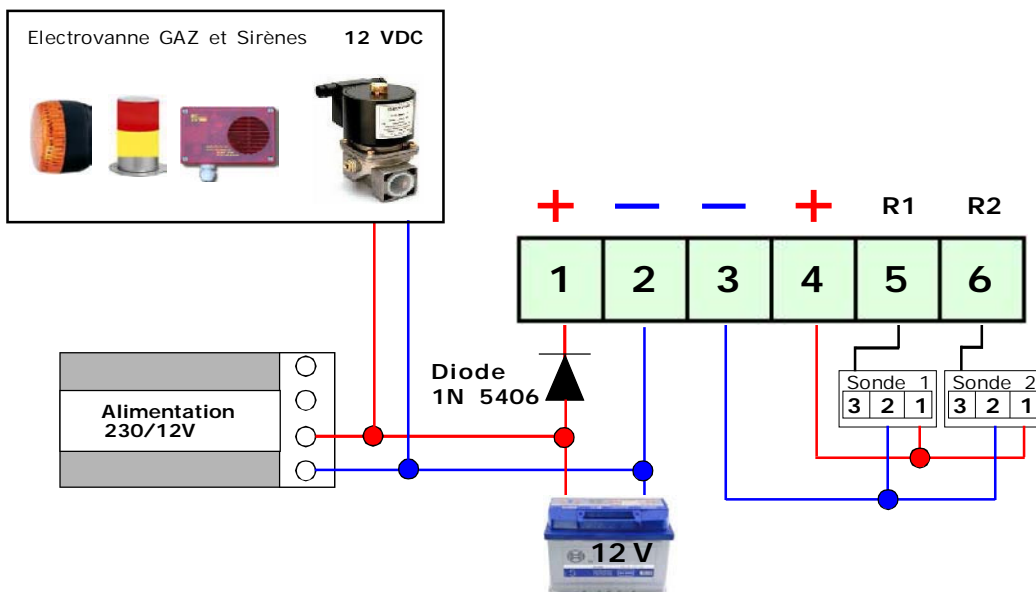 Electrovanne GAZ et Sirènes 12 VDC
+ — — + R1 R2
1 2 3 4 5 6
Diode
1N 5406
Sonde 1
3 2 1
Sonde 2
3 2 1
Alimentation
230/12V
12 V